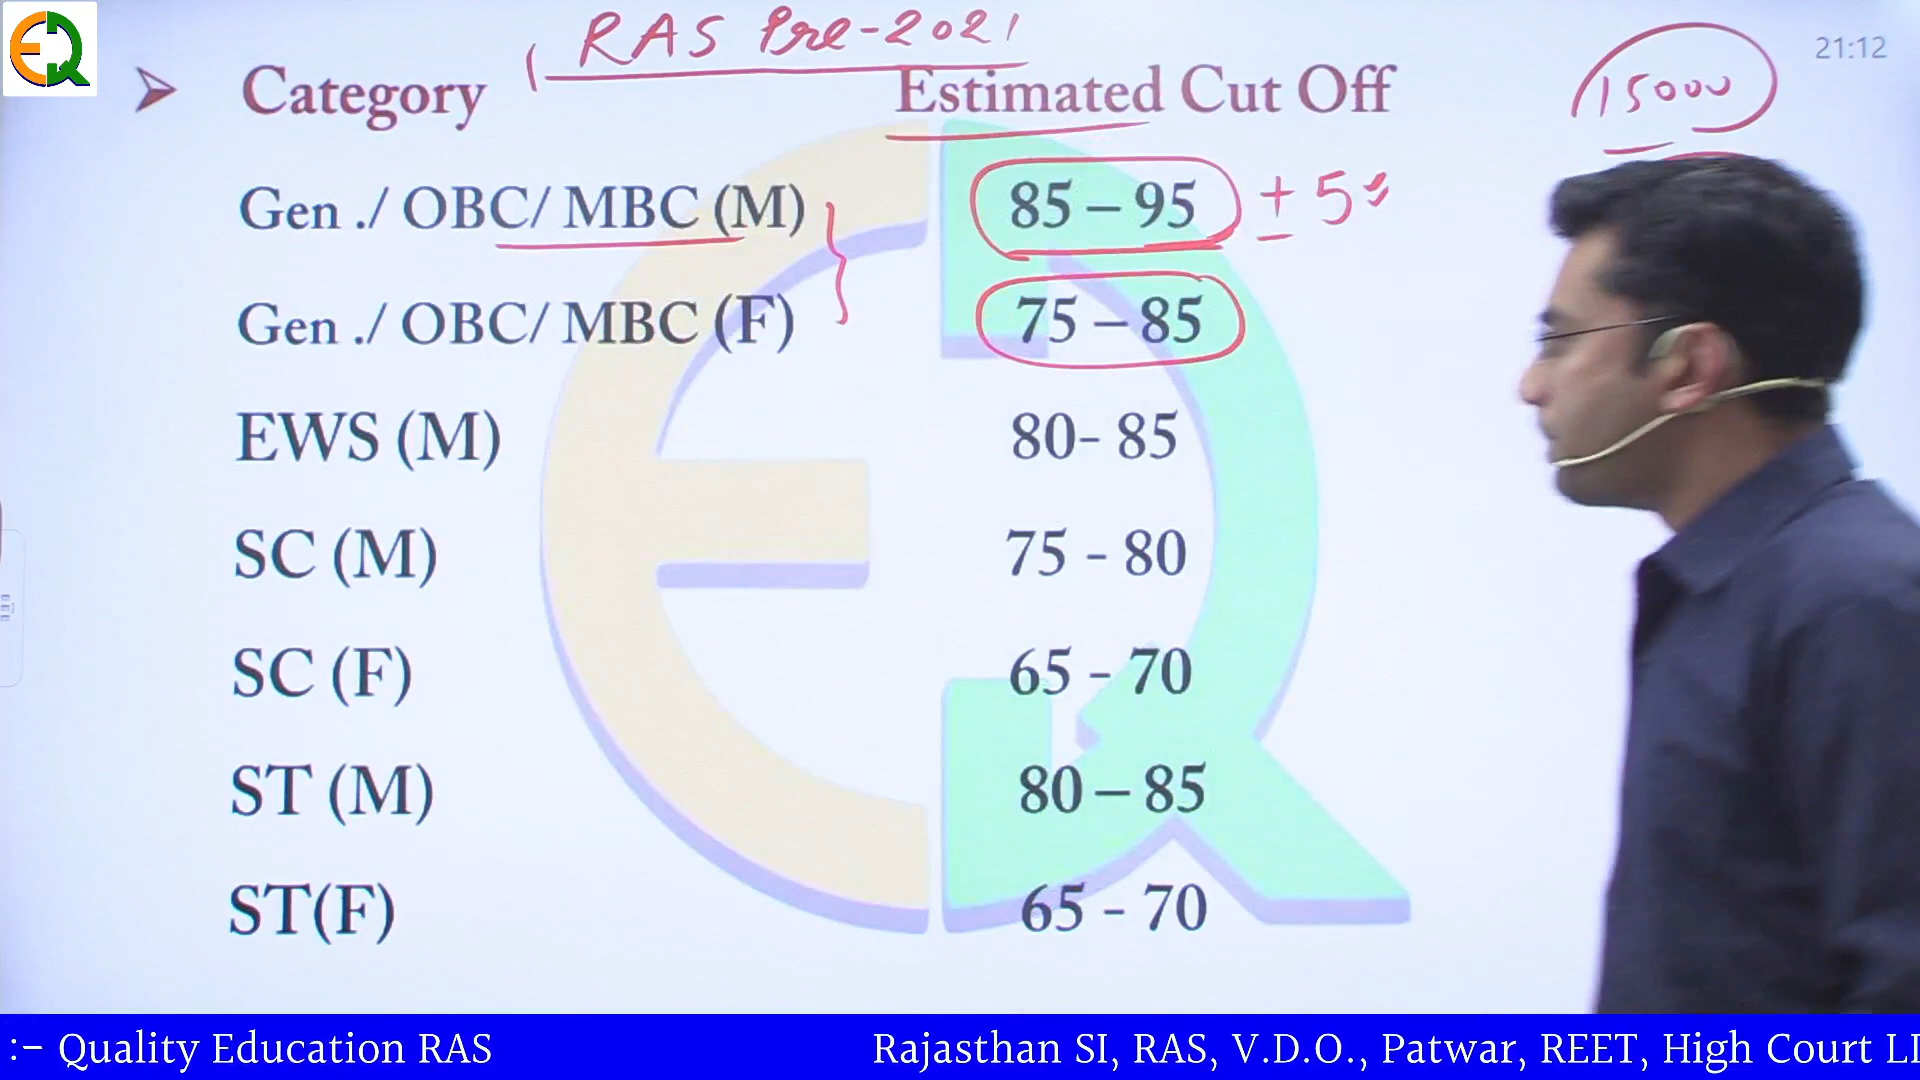 EQ
RAS Pre-2021
21:12
15000
➤ Category Estimated Cut Off
Gen ./ OBC/ MBC (M) 85 – 95 ± 5
Gen ./ OBC/ MBC (F) 75 – 85
EWS (M) 80- 85
SC (M) 75 - 80
SC (F) 65 - 70
ST (M) 80 – 85
ST(F) 65 - 70
:- Quality Education RAS Rajasthan SI, RAS, V.D.O., Patwar, REET, High Court